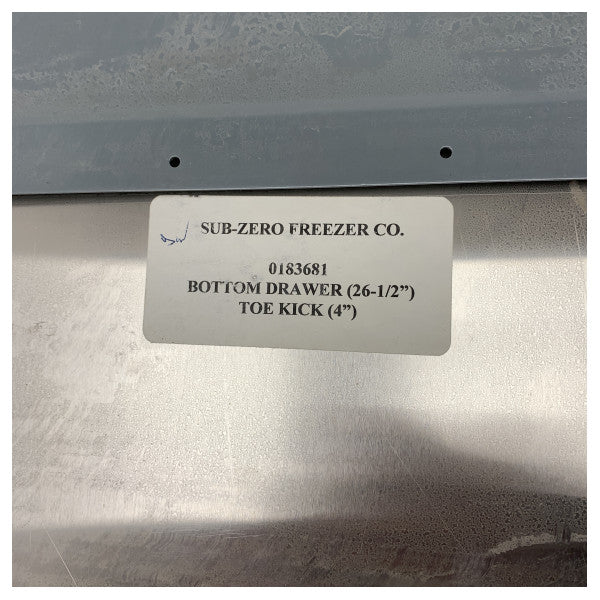 SUB-ZERO FREEZER CO.
0183681
BOTTOM DRAWER (26-1/2”)
TOE KICK (4”)